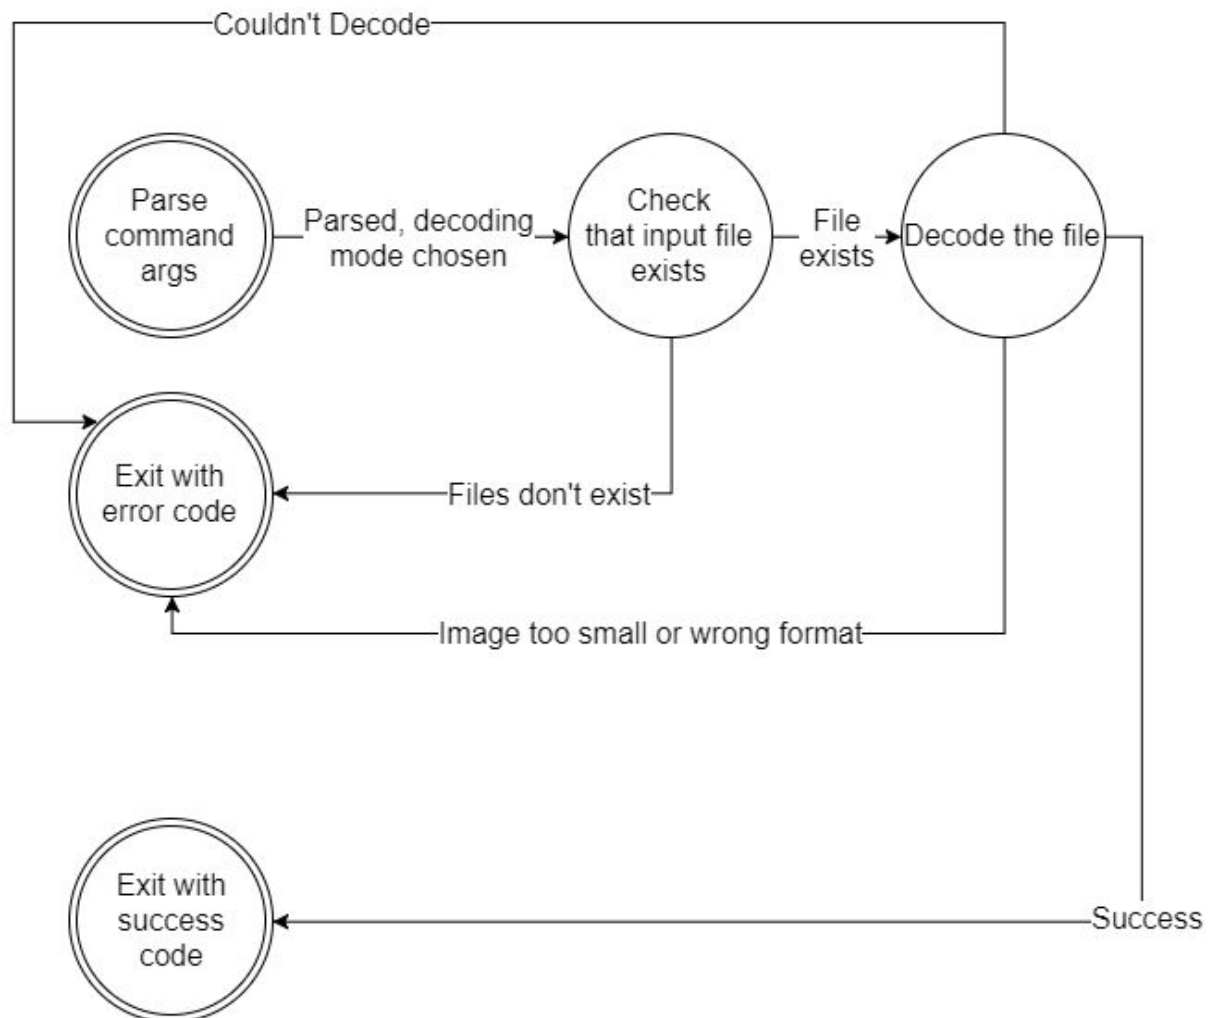 Couldn't Decode
Parse
command
args
Parsed, decoding
mode chosen
Check
that input file
exists
File
exists
Decode the file
Exit with
error code
Files don't exist
Image too small or wrong format
Exit with
success
code
Success